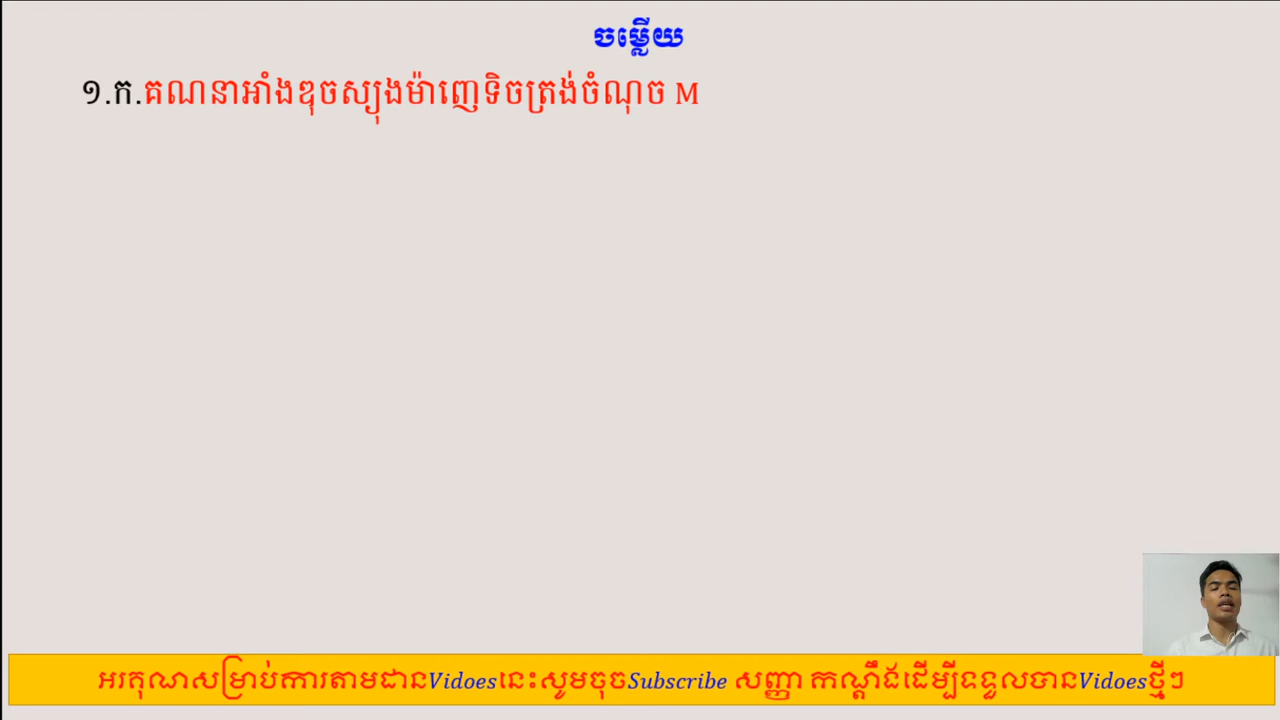 ចម្លើយ
១.ក.គណនាអាំងឌុចស្យុងម៉ាញេទិចត្រង់ចំណុច M
អរគុណសម្រាប់ការតាមដានVidoesនេះសូមចុចSubscribe សញ្ញា កណ្ដឹងដើម្បីទទួលបានVidoesថ្មីៗ